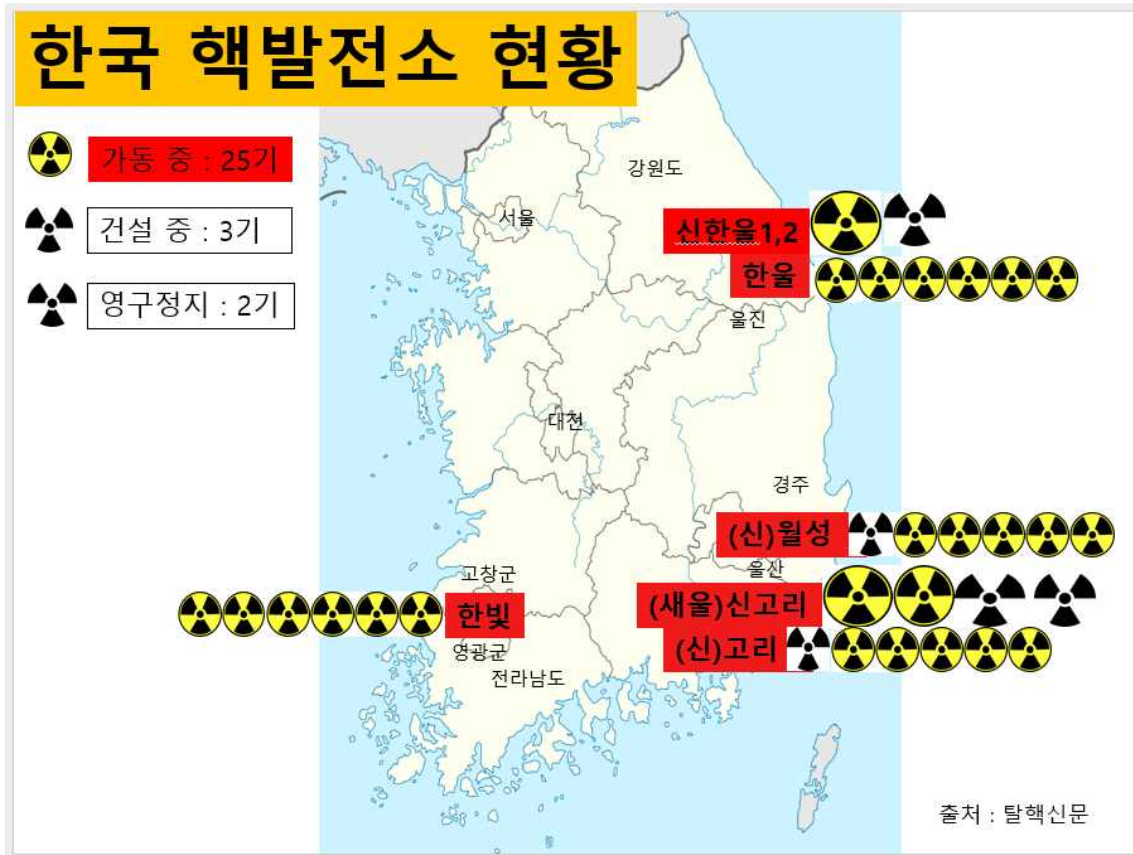 한국 핵발전소 현황
가동 중 : 25기
건설 중 : 3기
영구정지 : 2기
강원도
서울
신한울1,2
한울
울진
대전
경주
(신)월성
울산
고창군
(새울)신고리
한빛
(신)고리
영광군
전라남도
출처 : 탈핵신문